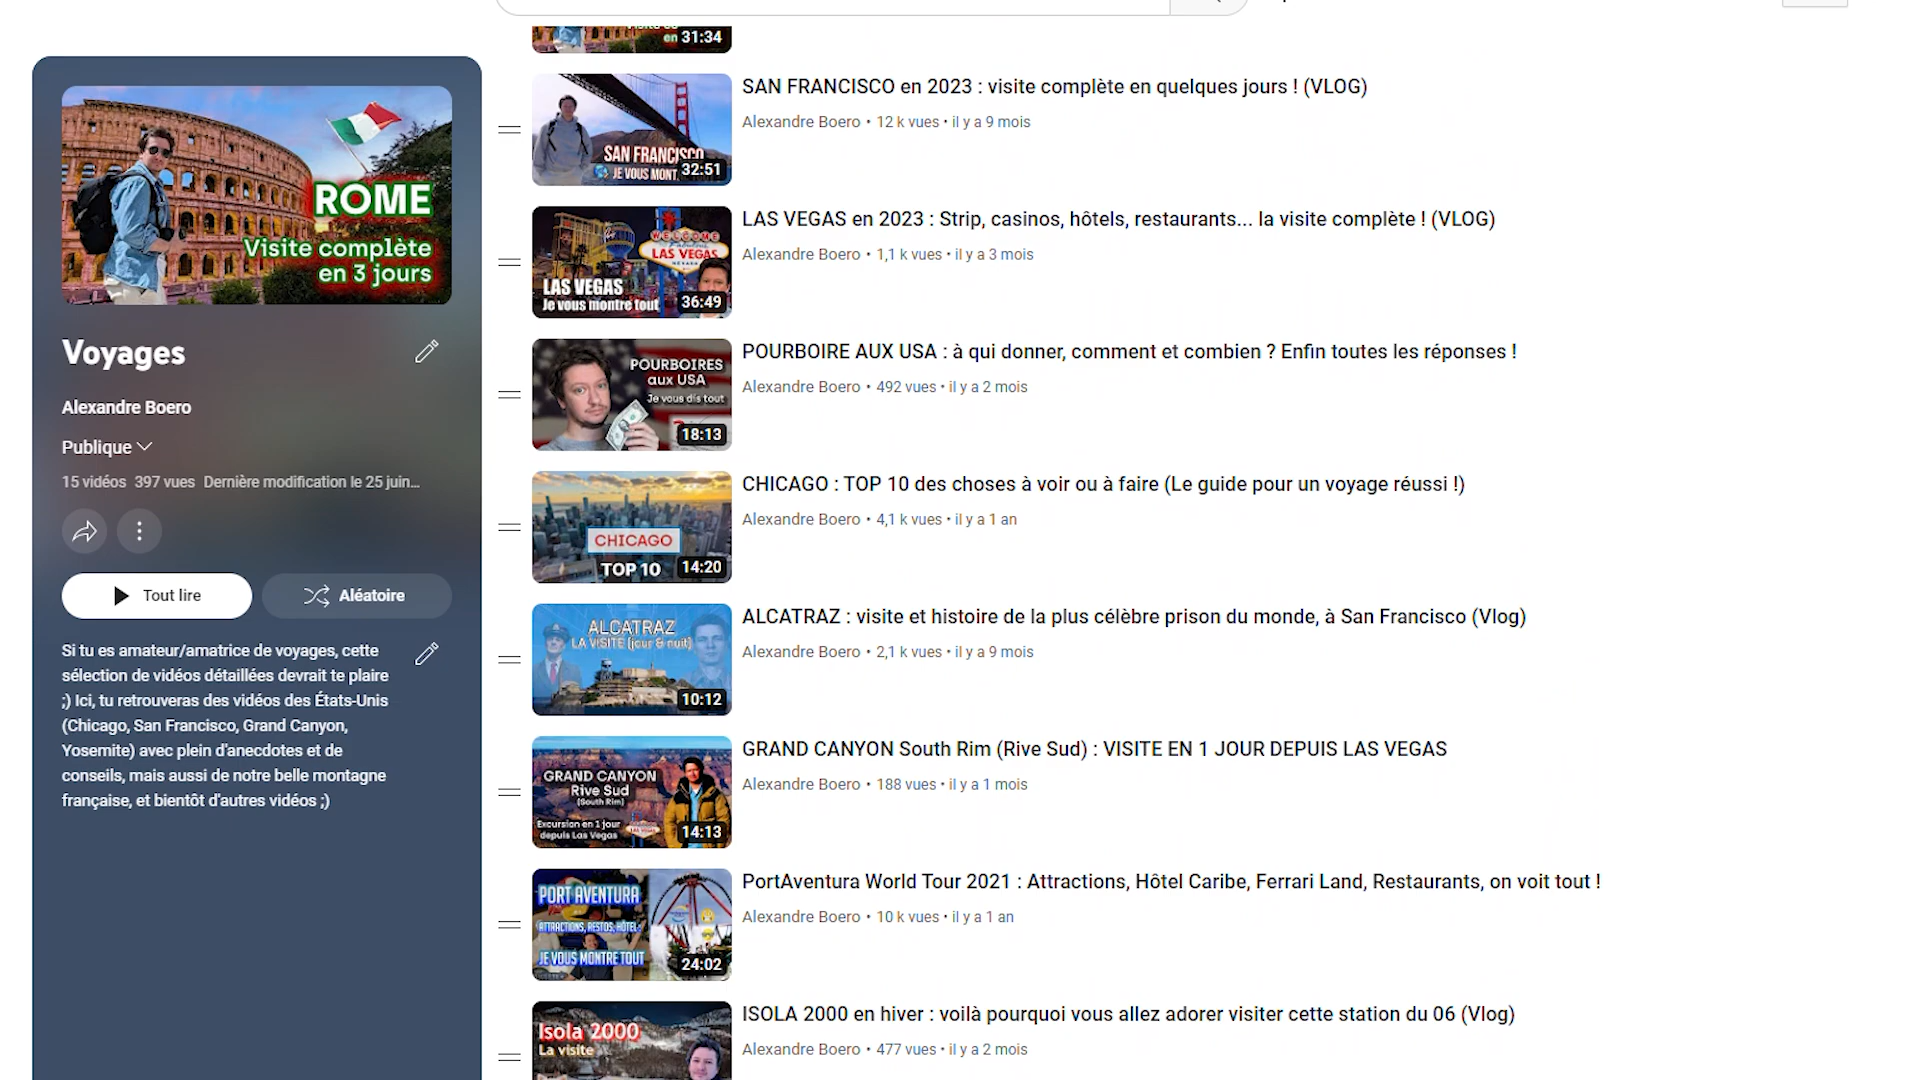 ROME
Visite complète
en 3 jours
Voyages
Alexandre Boero
Publique
15 vidéos 397 vues Dernière modification le 25 juin...
Tout lire
Aléatoire
Si tu es amateur/amatrice de voyages, cette
sélection de vidéos détaillées devrait te plaire
;) Ici, tu retrouveras des vidéos des États-Unis
(Chicago, San Francisco, Grand Canyon,
Yosemite) avec plein d'anecdotes et de
conseils, mais aussi de notre belle montagne
française, et bientôt d'autres vidéos ;)
en 31:34
SAN FRANCISCO
JE VOUS MONT
32:51
SAN FRANCISCO en 2023 : visite complète en quelques jours ! (VLOG)
Alexandre Boero • 12 k vues • il y a 9 mois
WELCOME
Fabulous
LAS VEGAS
NEVADA
LAS VEGAS
Je vous montre tout
36:49
LAS VEGAS en 2023 : Strip, casinos, hôtels, restaurants... la visite complète ! (VLOG)
Alexandre Boero • 1,1 k vues • il y a 3 mois
POURBOIRES
aux USA
Je vous dis tout
18:13
POURBOIRE AUX USA : à qui donner, comment et combien ? Enfin toutes les réponses !
Alexandre Boero • 492 vues • il y a 2 mois
CHICAGO
TOP 10
14:20
CHICAGO : TOP 10 des choses à voir ou à faire (Le guide pour un voyage réussi !)
Alexandre Boero • 4,1 k vues • il y a 1 an
ALCATRAZ
LA VISITE (jour & nuit)
10:12
ALCATRAZ : visite et histoire de la plus célèbre prison du monde, à San Francisco (Vlog)
Alexandre Boero • 2,1 k vues • il y a 9 mois
GRAND CANYON
Rive Sud
(South Rim)
Excursion en 1 jour
depuis Las Vegas
14:13
GRAND CANYON South Rim (Rive Sud) : VISITE EN 1 JOUR DEPUIS LAS VEGAS
Alexandre Boero • 188 vues • il y a 1 mois
PORT AVENTURA
ATTRACTIONS, RESTOS, HÔTEL
JE VOUS MONTRE TOUT
24:02
PortAventura World Tour 2021 : Attractions, Hôtel Caribe, Ferrari Land, Restaurants, on voit tout !
Alexandre Boero • 10 k vues • il y a 1 an
Isola 2000
La visite
ISOLA 2000 en hiver : voilà pourquoi vous allez adorer visiter cette station du 06 (Vlog)
Alexandre Boero • 477 vues • il y a 2 mois